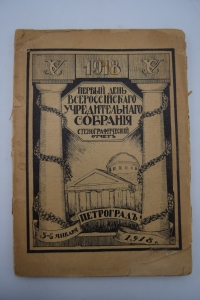 1918
ПЕРВЫЙ ДЕНЬ
ВСЕРОССІЙСКАГО
УЧРЕДИТЕЛЬНАГО
СОБРАНІЯ
СТЕНОГРАФИЧЕСКІЙ
ОТЧЕТЪ
ПЕТРОГРАДЪ
5-6 ЯНВАРЯ
1918